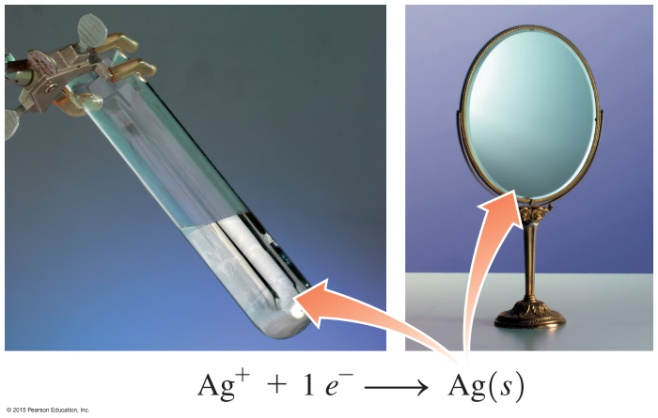 Ag⁺ + 1 e⁻ ⟶ Ag(s)
© 2015 Pearson Education, Inc.